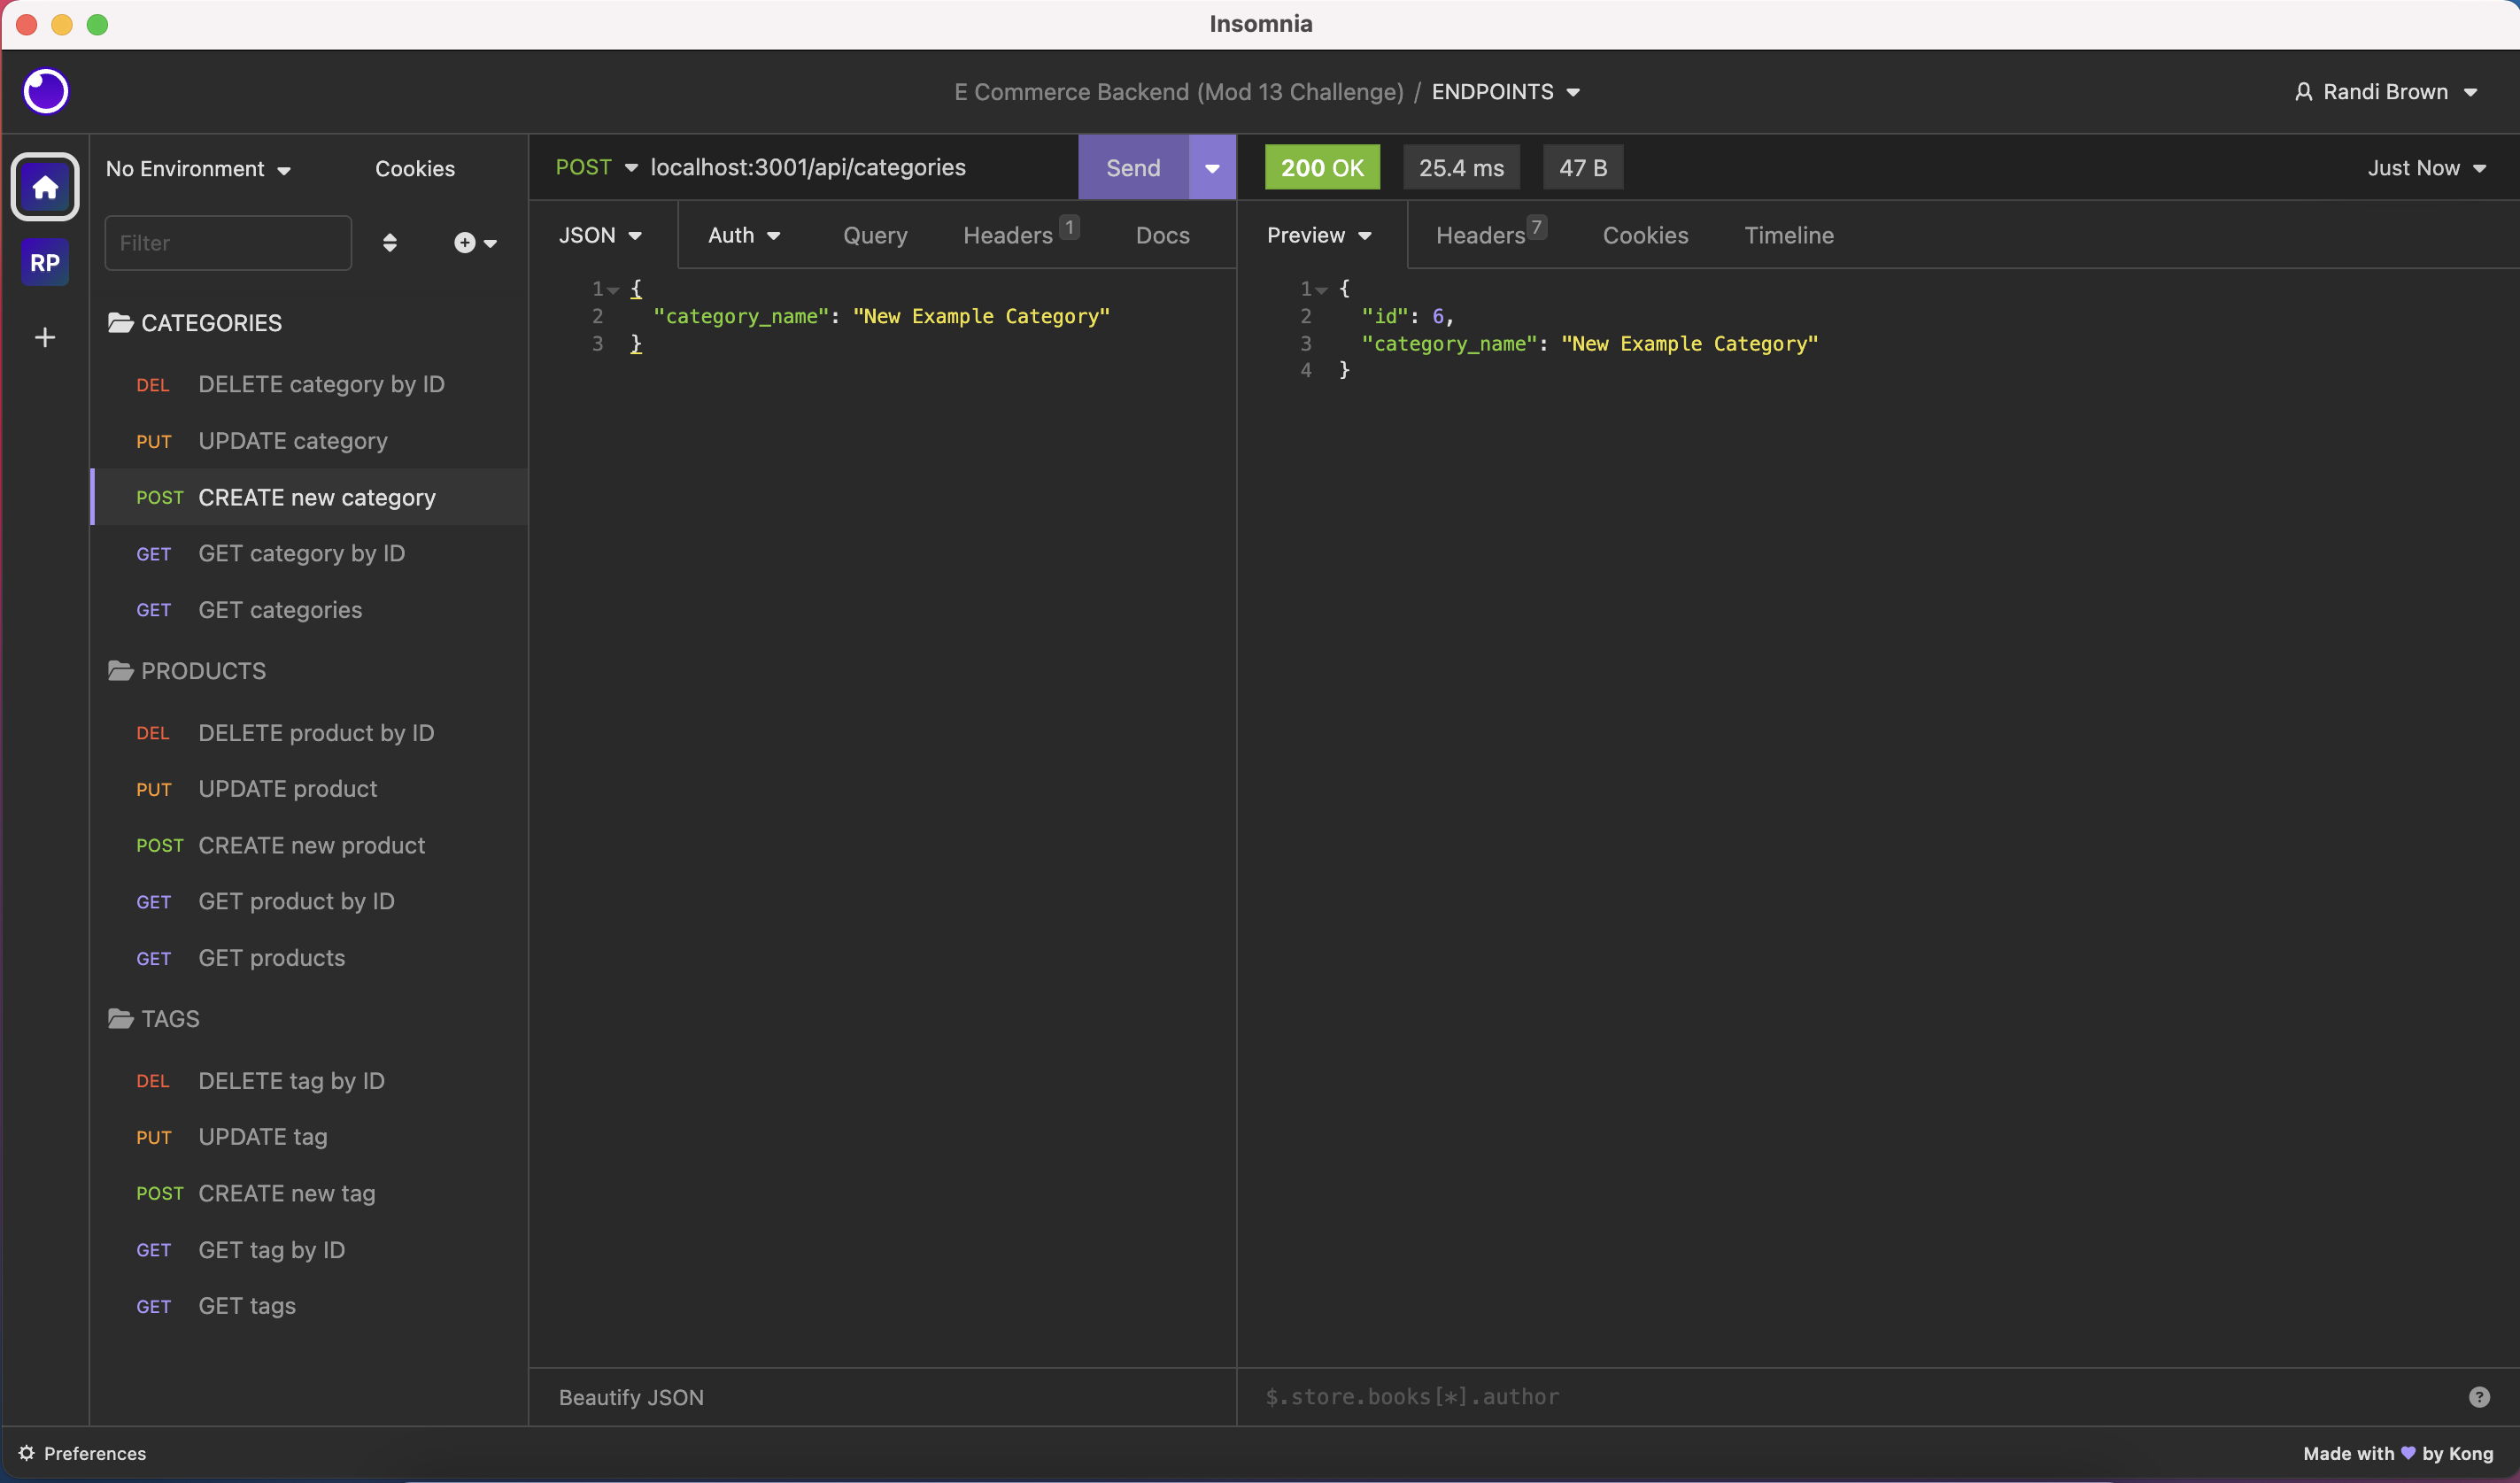 Insomnia
E Commerce Backend (Mod 13 Challenge) / ENDPOINTS
Randi Brown
RP
No Environment
Cookies
Filter
CATEGORIES
DEL DELETE category by ID
PUT UPDATE category
POST CREATE new category
GET GET category by ID
GET GET categories
PRODUCTS
DEL DELETE product by ID
PUT UPDATE product
POST CREATE new product
GET GET product by ID
GET GET products
TAGS
DEL DELETE tag by ID
PUT UPDATE tag
POST CREATE new tag
GET GET tag by ID
GET GET tags
POST localhost:3001/api/categories Send
JSON Auth Query Headers 1 Docs
1 {
2 "category_name": "New Example Category"
3 }
Beautify JSON
200 OK 25.4 ms 47 B Just Now
Preview Headers 7 Cookies Timeline
1 {
2 "id": 6,
3 "category_name": "New Example Category"
4 }
$.store.books[*].author
?
Preferences
Made with 💜 by Kong